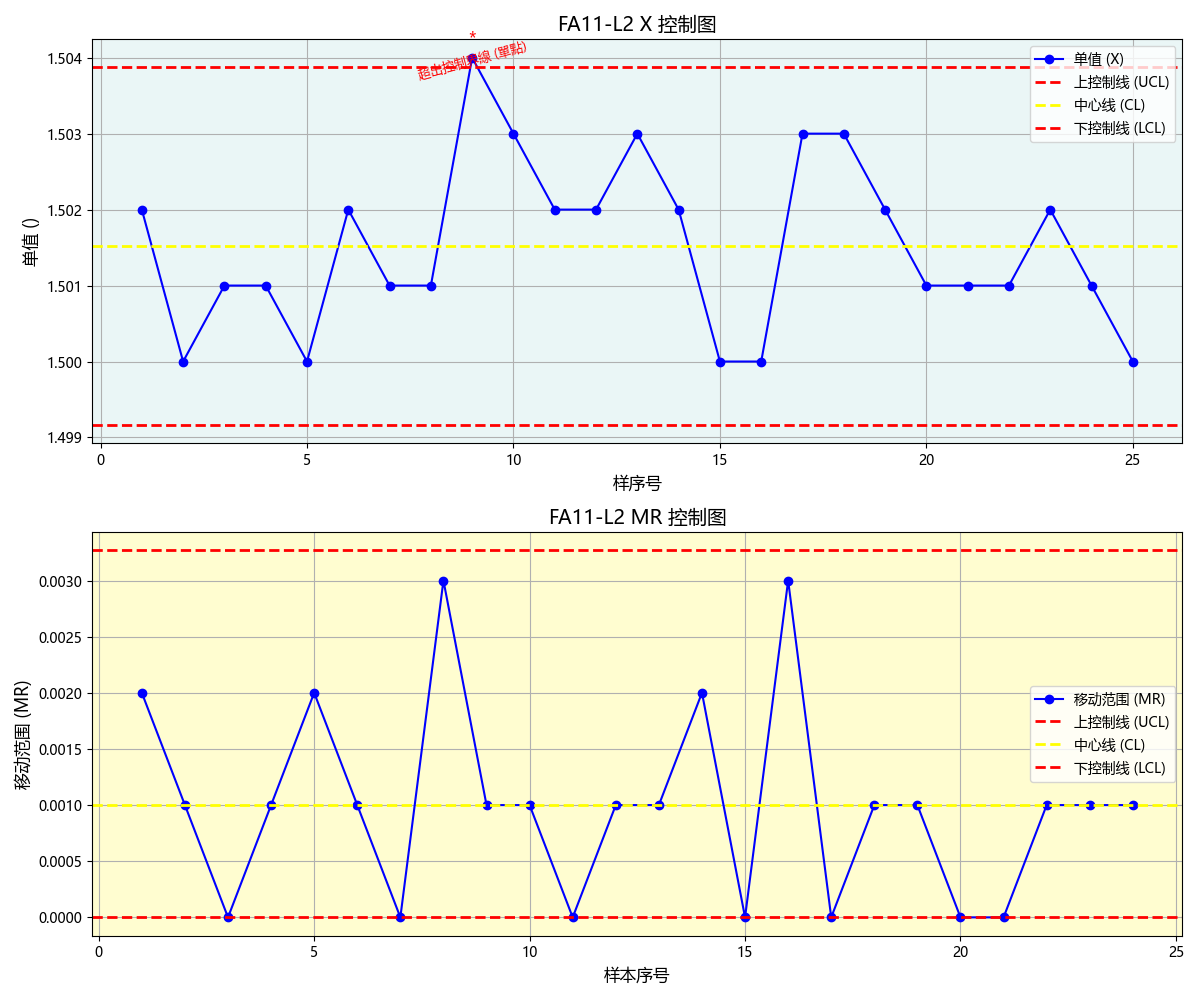 FA11-L2 X 控制图
*
超出控制界線 (單點)
单值 ()
1.504
1.503
1.502
1.501
1.500
1.499
单值 (X)
上控制线 (UCL)
中心线 (CL)
下控制线 (LCL)
0 5 10 15 20 25
样序号
FA11-L2 MR 控制图
移动范围 (MR)
0.0030
0.0025
0.0020
0.0015
0.0010
0.0005
0.0000
移动范围 (MR)
上控制线 (UCL)
中心线 (CL)
下控制线 (LCL)
0 5 10 15 20 25
样本序号